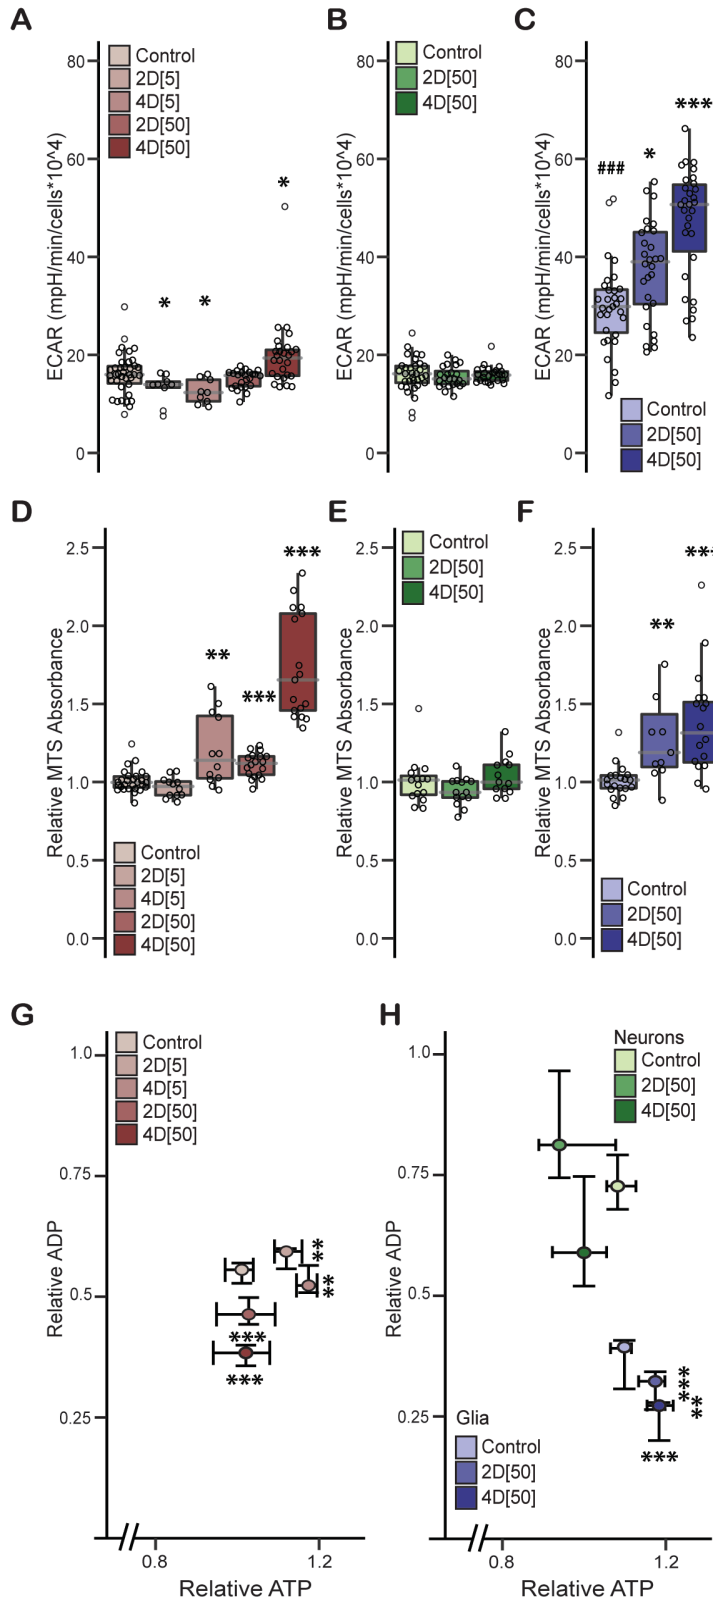 A
ECAR (mpH/min/cells*10^4)
80
60
40
20
0
Control
2D[5]
4D[5]
2D[50]
4D[50]
*
*
*
B
ECAR (mpH/min/cells*10^4)
80
60
40
20
0
Control
2D[50]
4D[50]
C
ECAR (mpH/min/cells*10^4)
80
60
40
20
0
###
*
***
Control
2D[50]
4D[50]
D
Relative MTS Absorbance
2.5
2.0
1.5
1.0
0.5
0.0
**
***
***
Control
2D[5]
4D[5]
2D[50]
4D[50]
E
Relative MTS Absorbance
2.5
2.0
1.5
1.0
0.5
0.0
Control
2D[50]
4D[50]
F
Relative MTS Absorbance
2.5
2.0
1.5
1.0
0.5
0.0
**
***
Control
2D[50]
4D[50]
G
Relative ADP
1.0
0.75
0.5
0.25
Control
2D[5]
4D[5]
2D[50]
4D[50]
**
**
***
***
0.8
1.2
Relative ATP
H
Relative ADP
1.0
0.75
0.5
0.25
Neurons
Control
2D[50]
4D[50]
***
**
***
Glia
Control
2D[50]
4D[50]
0.8
1.2
Relative ATP